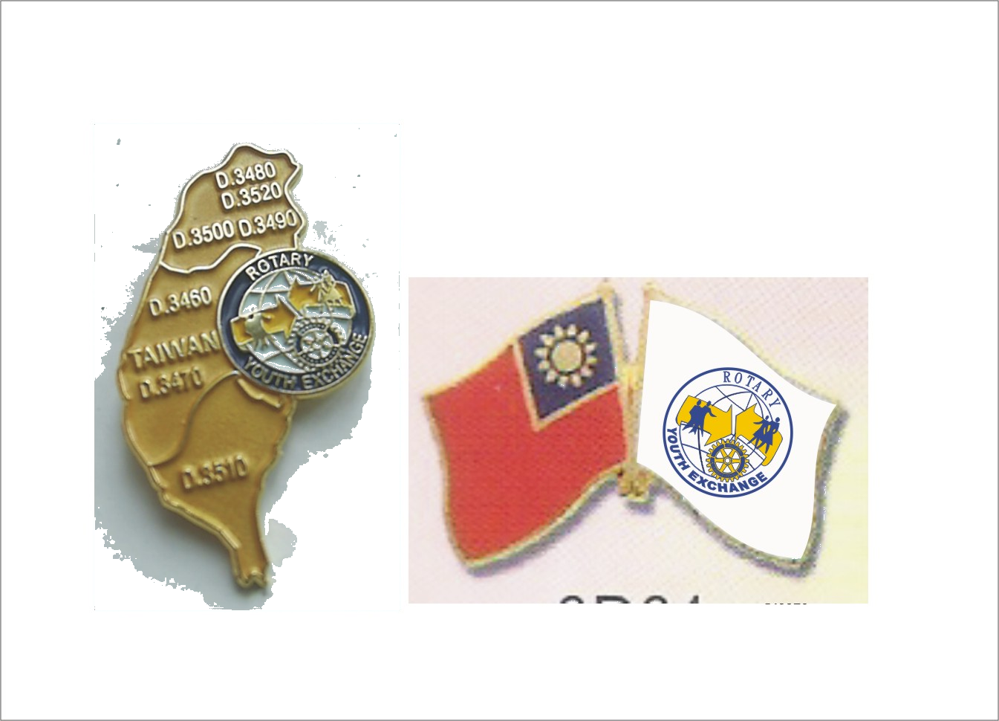 D.3480
D.3520
D.3500 D.3490
D.3460
TAIWAN
D.3470
D.3510
ROTARY
YOUTH EXCHANGE
ROTARY
YOUTH EXCHANGE